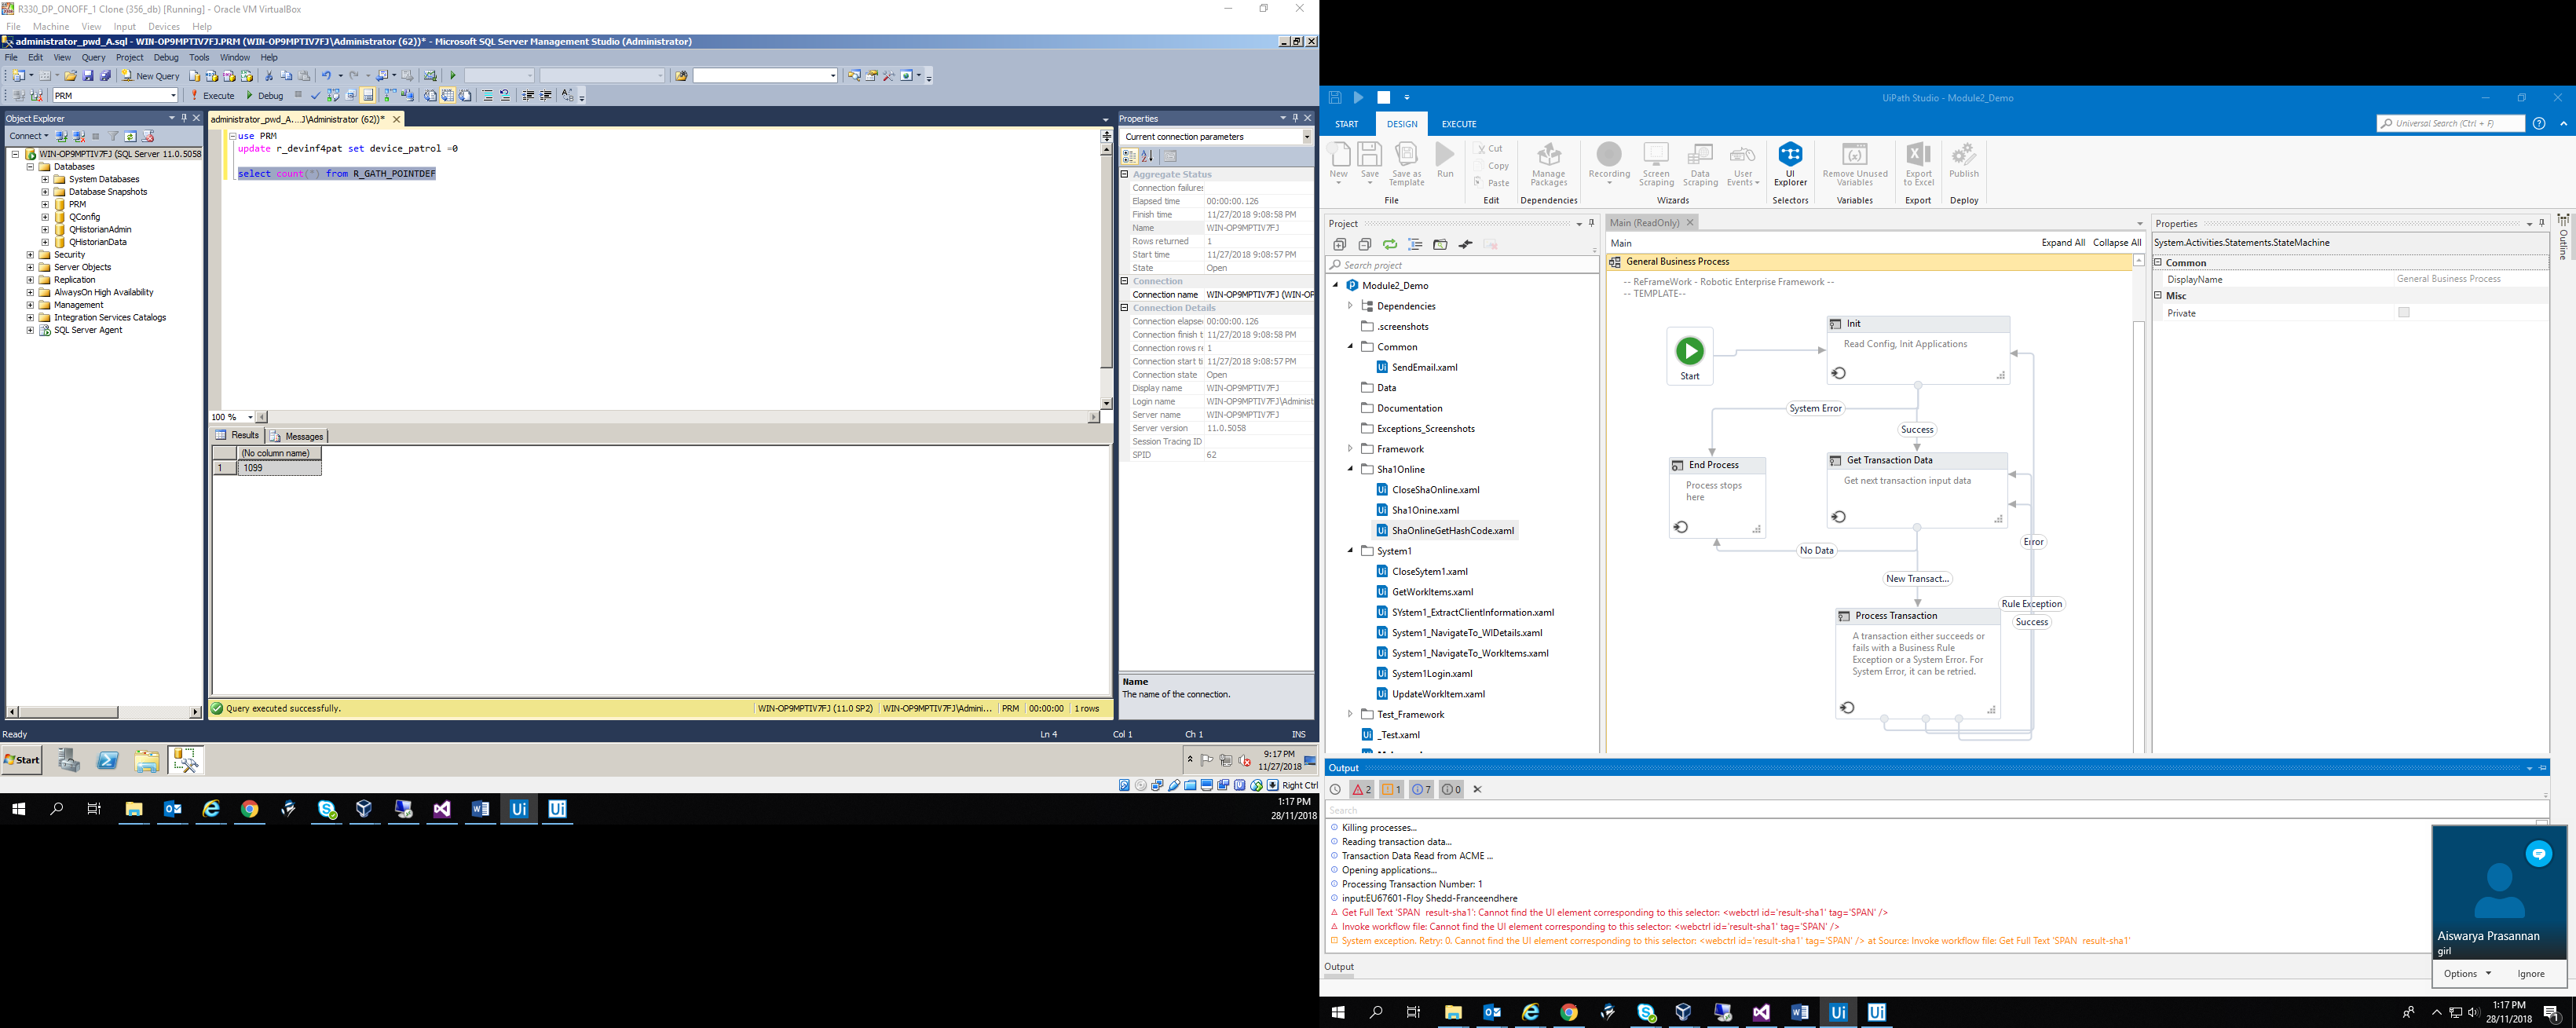 R330_DP_ONOFF_1 Clone (356_db) [Running] - Oracle VM VirtualBox
File Machine View Input Devices Help
administrator_pwd_A.sql - WIN-OP9MPTIV7FJ.PRM (WIN-OP9MPTIV7FJ\Administrator (62))* - Microsoft SQL Server Management Studio (Administrator)
File Edit View Query Project Debug Tools Window Help
New Query
PRM
Execute Debug
Object Explorer
Connect
WIN-OP9MPTIV7FJ (SQL Server 11.0.5058
Databases
System Databases
Database Snapshots
PRM
QConfig
QHistorianAdmin
QHistorianData
Security
Server Objects
Replication
AlwaysOn High Availability
Management
Integration Services Catalogs
SQL Server Agent
administrator_pwd_A....J\Administrator (62))*
use PRM
update r_devinf4pat set device_patrol =0
select count(*) from R_GATH_POINTDEF
100 %
Results Messages
(No column name)
1 1099
Query executed successfully.
WIN-OP9MPTIV7FJ (11.0 SP2) WIN-OP9MPTIV7FJ\Admini... PRM 00:00:00 1 rows
Properties
Current connection parameters
Aggregate Status
Connection failures
Elapsed time 00:00:00.126
Finish time 11/27/2018 9:08:58 PM
Name WIN-OP9MPTIV7FJ
Rows returned 1
Start time 11/27/2018 9:08:57 PM
State Open
Connection
Connection name WIN-OP9MPTIV7FJ (WIN-OP
Connection Details
Connection elapse 00:00:00.126
Connection finish t 11/27/2018 9:08:58 PM
Connection rows re 1
Connection start ti 11/27/2018 9:08:57 PM
Connection state Open
Display name WIN-OP9MPTIV7FJ
Login name WIN-OP9MPTIV7FJ\Administ
Server name WIN-OP9MPTIV7FJ
Server version 11.0.5058
Session Tracing ID
SPID 62
Name
The name of the connection.
Ready Ln 4 Col 1 Ch 1 INS
Start
9:17 PM
11/27/2018
Right Ctrl
1:17 PM
28/11/2018
UiPath Studio - Module2_Demo
START DESIGN EXECUTE
Universal Search (Ctrl + F)
New Save Save as Template Run
Cut
Copy
Paste
Manage Packages
Recording Screen Scraping Data Scraping User Events
UI Explorer
Remove Unused Variables
Export to Excel
Publish
File Edit Dependencies Wizards Selectors Variables Export Deploy
Project
Search project
Module2_Demo
Dependencies
.screenshots
Common
SendEmail.xaml
Data
Documentation
Exceptions_Screenshots
Framework
Sha1Online
CloseShaOnline.xaml
Sha1Onine.xaml
ShaOnlineGetHashCode.xaml
System1
CloseSytem1.xaml
GetWorkItems.xaml
SYstem1_ExtractClientInformation.xaml
System1_NavigateTo_WIDetails.xaml
System1_NavigateTo_WorkItems.xaml
System1Login.xaml
UpdateWorkItem.xaml
Test_Framework
_Test.xaml
Main (ReadOnly)
Main Expand All Collapse All
General Business Process
-- ReFrameWork - Robotic Enterprise Framework --
-- TEMPLATE--
Start
Init
Read Config, Init Applications
System Error
Success
End Process
Process stops
here
Get Transaction Data
Get next transaction input data
No Data
Error
New Transact...
Rule Exception
Success
Process Transaction
A transaction either succeeds or
fails with a Business Rule
Exception or a System Error. For
System Error, it can be retried.
Properties
System.Activities.Statements.StateMachine
Common
DisplayName General Business Process
Misc
Private
Outline
Output
2 1 7 0
Search
Killing processes...
Reading transaction data...
Transaction Data Read from ACME ...
Opening applications...
Processing Transaction Number: 1
input:EU67601-Floy Shedd-Franceendhere
Get Full Text 'SPAN result-sha1': Cannot find the UI element corresponding to this selector: <webctrl id='result-sha1' tag='SPAN' />
Invoke workflow file: Cannot find the UI element corresponding to this selector: <webctrl id='result-sha1' tag='SPAN' />
System exception. Retry: 0. Cannot find the UI element corresponding to this selector: <webctrl id='result-sha1' tag='SPAN' /> at Source: Invoke workflow file: Get Full Text 'SPAN result-sha1'
Output
Aiswarya Prasannan
girl
Options Ignore
1:17 PM
28/11/2018
1